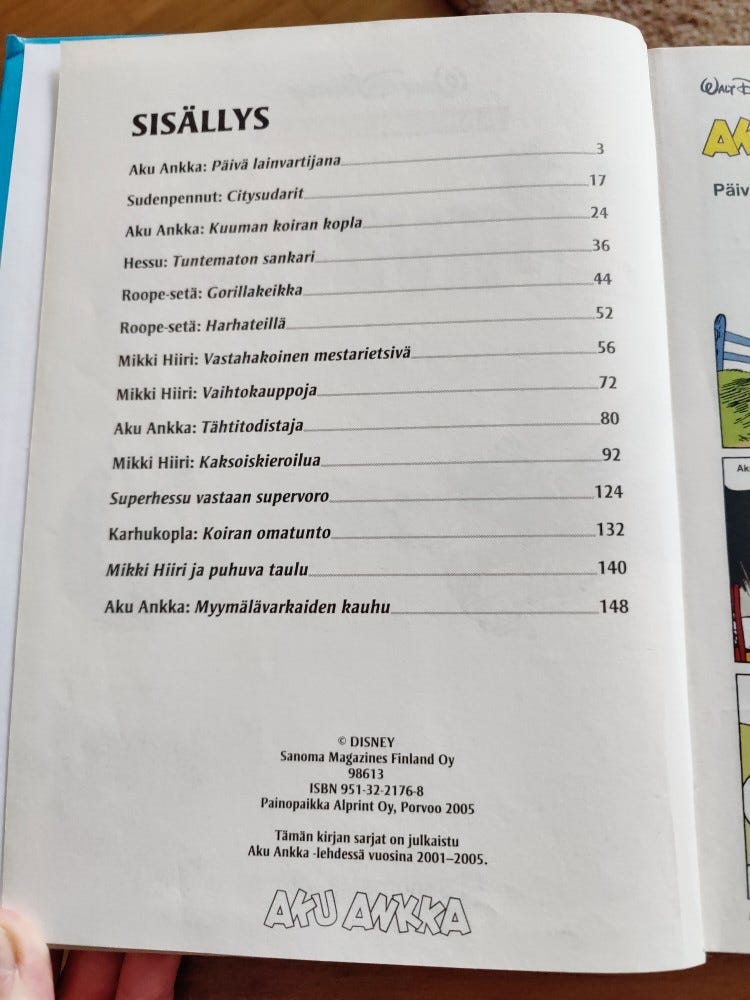 SISÄLLYS
Aku Ankka: Päivä lainvartijana 3
Sudenpennut: Citysudarit 17
Aku Ankka: Kuuman koiran kopla 24
Hessu: Tuntematon sankari 36
Roope-setä: Gorillakeikka 44
Roope-setä: Harhateillä 52
Mikki Hiiri: Vastahakoinen mestarietsivä 56
Mikki Hiiri: Vaihtokauppoja 72
Aku Ankka: Tähtitodistaja 80
Mikki Hiiri: Kaksoiskieroilua 92
Superhessu vastaan supervoro 124
Karhukopla: Koiran omatunto 132
Mikki Hiiri ja puhuva taulu 140
Aku Ankka: Myymälävarkaiden kauhu 148
© DISNEY
Sanoma Magazines Finland Oy
98613
ISBN 951-32-2176-8
Painopaikka Alprint Oy, Porvoo 2005
Tämän kirjan sarjat on julkaistu
Aku Ankka -lehdessä vuosina 2001–2005.
AKU ANKKA
WALT D
AK
Päiv
Ak